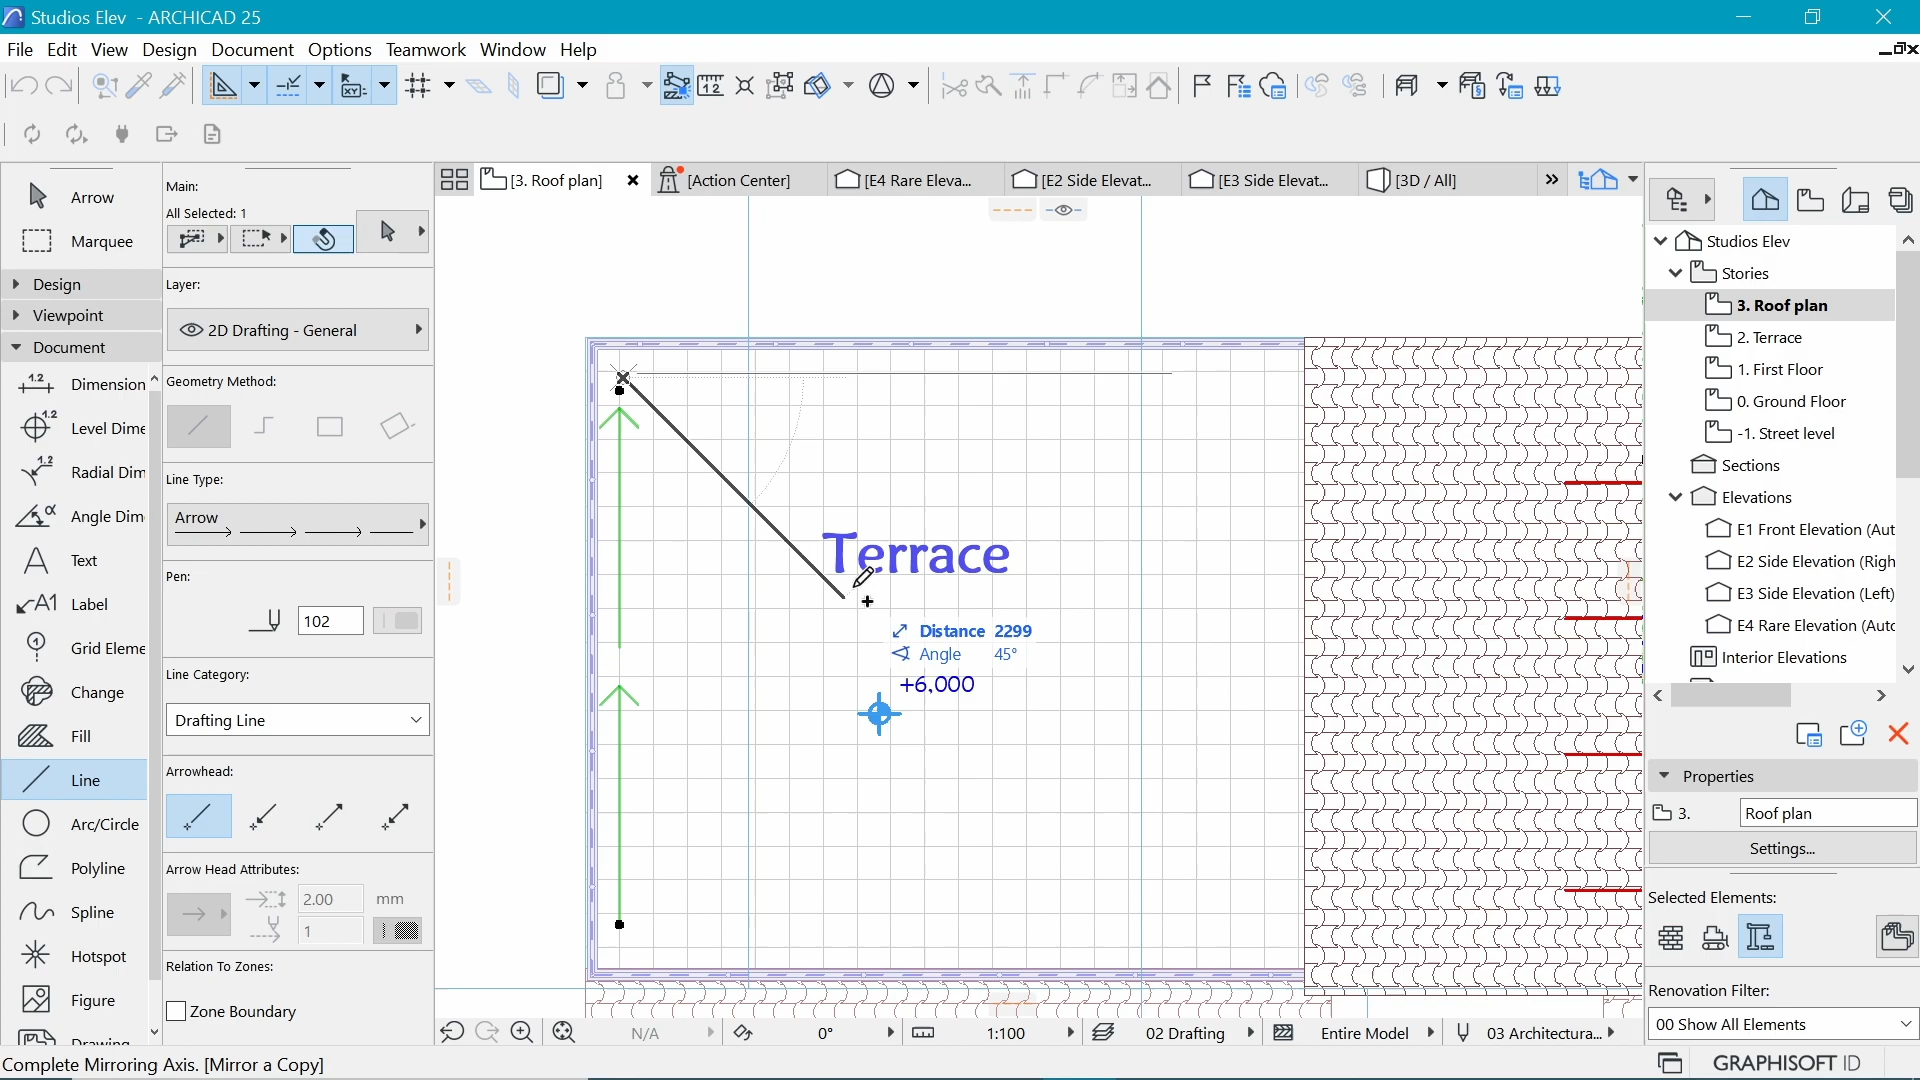 Studios Elev - ARCHICAD 25
File Edit View Design Document Options Teamwork Window Help
[3. Roof plan] [Action Center] [E4 Rare Eleva... [E2 Side Elevat... [E3 Side Elevat... [3D / All]
Arrow
Marquee
Design
Viewpoint
Document
1.2 Dimension
1.2 Level Dime
1.2 Radial Dim
α Angle Dim
Text
A1 Label
1 Grid Eleme
Change
Fill
Line
Arc/Circle
Polyline
Spline
Hotspot
Figure
Main:
All Selected: 1
Layer:
2D Drafting - General
Geometry Method:
Line Type:
Arrow
Pen:
102
Line Category:
Drafting Line
Arrowhead:
Arrow Head Attributes:
2.00 mm
1
Relation To Zones:
Zone Boundary
Terrace
Distance 2299
Angle 45°
+6,000
Studios Elev
Stories
3. Roof plan
2. Terrace
1. First Floor
0. Ground Floor
-1. Street level
Sections
Elevations
E1 Front Elevation (Aut
E2 Side Elevation (Righ
E3 Side Elevation (Left)
E4 Rare Elevation (Auto
Interior Elevations
Properties
3. Roof plan
Settings...
Selected Elements:
Renovation Filter:
00 Show All Elements
N/A 0° 1:100 02 Drafting Entire Model 03 Architectura...
Complete Mirroring Axis. [Mirror a Copy]
GRAPHISOFT ID